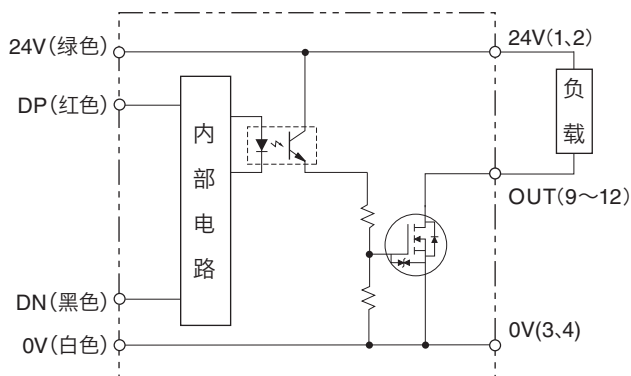 24V(绿色)
24V(1、2)
DP(红色)
负载
内部电路
OUT(9～12)
DN(黑色)
0V(3、4)
0V(白色)